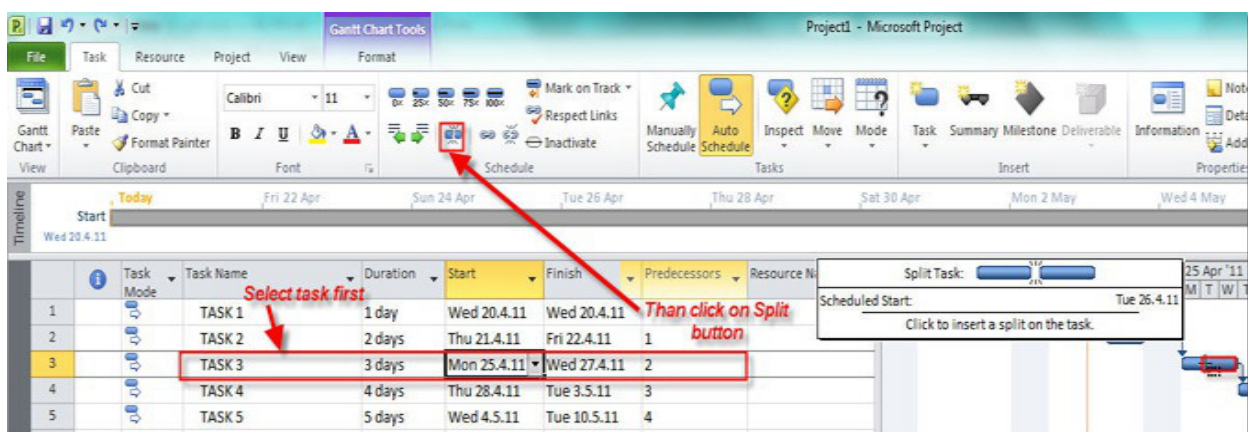 Gantt Chart Tools
Project1 - Microsoft Project
File Task Resource Project View Format
Cut
Copy
Format Painter
Paste
Gantt Chart
Calibri 11
B I U A
0× 25× 50× 75× 100×
Mark on Track
Respect Links
Inactivate
Manually Schedule
Auto Schedule
Inspect Move Mode
Task Summary Milestone Deliverable
Information
View Clipboard Font Schedule Tasks Insert
Timeline
Today Fri 22 Apr Sun 24 Apr Tue 26 Apr Thu 28 Apr Sat 30 Apr Mon 2 May Wed 4 May
Start
Wed 20.4.11
Task Mode Task Name Duration Start Finish Predecessors
Select task first
Than click on Split
button
1 TASK 1 1 day Wed 20.4.11 Wed 20.4.11
2 TASK 2 2 days Thu 21.4.11 Fri 22.4.11 1
3 TASK 3 3 days Mon 25.4.11 Wed 27.4.11 2
4 TASK 4 4 days Thu 28.4.11 Tue 3.5.11 3
5 TASK 5 5 days Wed 4.5.11 Tue 10.5.11 4
Split Task:
Scheduled Start: Tue 26.4.11
Click to insert a split on the task.
25 Apr '11
M T W T